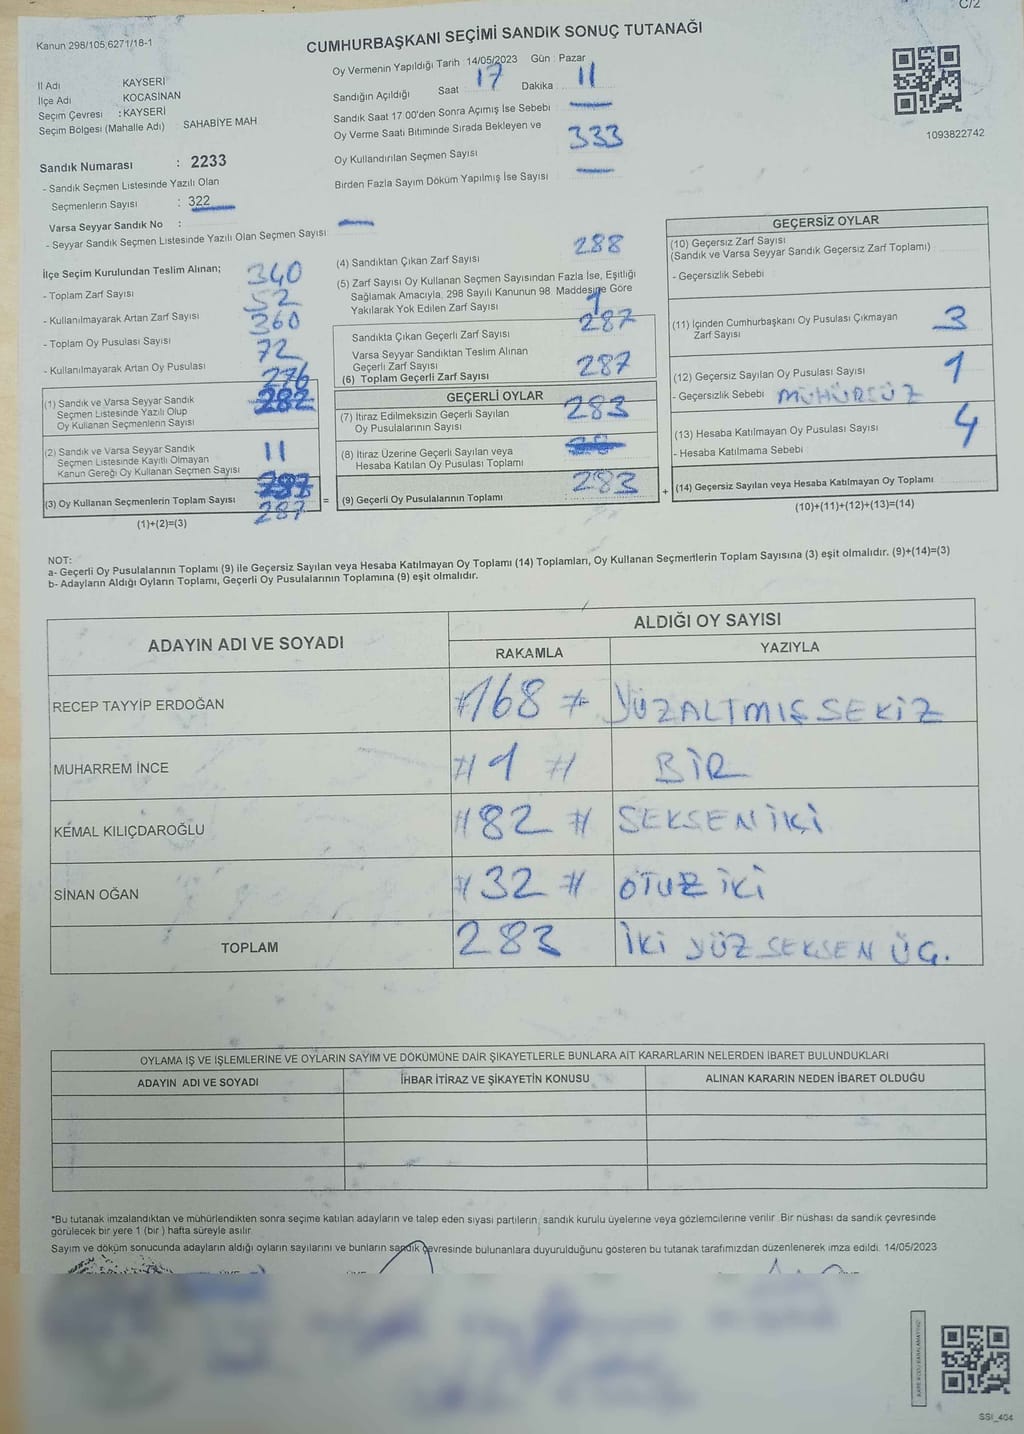 C/2
Kanun 298/105,6271/18-1
CUMHURBAŞKANI SEÇİMİ SANDIK SONUÇ TUTANAĞI
Oy Vermenin Yapıldığı Tarih 14/05/2023 Gün : Pazar
İl Adı KAYSERİ
İlçe Adı KOCASİNAN
Seçim Çevresi : KAYSERİ
Seçim Bölgesi (Mahalle Adı) SAHABİYE MAH
Sandığın Açıldığı Saat 17 Dakika 11
Sandık Saat 17 00'den Sonra Açımış İse Sebebi
Oy Verme Saati Bitiminde Sırada Bekleyen ve
Oy Kullandırılan Seçmen Sayısı 333
Birden Fazla Sayım Döküm Yapılmış İse Sayısı
1093822742
Sandık Numarası : 2233
- Sandık Seçmen Listesinde Yazılı Olan
Seçmenlerin Sayısı : 322
Varsa Seyyar Sandık No :
- Seyyar Sandık Seçmen Listesinde Yazılı Olan Seçmen Sayısı
İlçe Seçim Kurulundan Teslim Alınan;
- Toplam Zarf Sayısı 340
- Kullanılmayarak Artan Zarf Sayısı 52
- Toplam Oy Pusulası Sayısı 360
- Kullanılmayarak Artan Oy Pusulası 72
276
(1) Sandık ve Varsa Seyyar Sandık
Seçmen Listesinde Yazılı Olup
Oy Kullanan Seçmenlerin Sayısı
(2) Sandık ve Varsa Seyyar Sandık
Seçmen Listesinde Kayıtlı Olmayan
Kanun Gereği Oy Kullanan Seçmen Sayısı 11
(3) Oy Kullanan Seçmenlerin Toplam Sayısı
287
(1)+(2)=(3)
(4) Sandıktan Çıkan Zarf Sayısı 288
(5) Zarf Sayısı Oy Kullanan Seçmen Sayısından Fazla İse, Eşitliği
Sağlamak Amacıyla, 298 Sayılı Kanunun 98 Maddesine Göre
Yakılarak Yok Edilen Zarf Sayısı 1
Sandıkta Çıkan Geçerli Zarf Sayısı 287
Varsa Seyyar Sandıktan Teslim Alınan
Geçerli Zarf Sayısı
(6) Toplam Geçerli Zarf Sayısı 287
GEÇERLİ OYLAR
(7) İtiraz Edilmeksizin Geçerli Sayılan
Oy Pusulalarının Sayısı 283
(8) İtiraz Üzerine Geçerli Sayılan veya
Hesaba Katılan Oy Pusulası Toplamı
= (9) Geçerli Oy Pusulalarının Toplamı : 283 +
GEÇERSİZ OYLAR
(10) Geçersiz Zarf Sayısı
(Sandık ve Varsa Seyyar Sandık Geçersiz Zarf Toplamı)
- Geçersizlik Sebebi
(11) İçinden Cumhurbaşkanı Oy Pusulası Çıkmayan
Zarf Sayısı 3
(12) Geçersiz Sayılan Oy Pusulası Sayısı 1
- Geçersizlik Sebebi MÜHÜRSÜZ
(13) Hesaba Katılmayan Oy Pusulası Sayısı 4
- Hesaba Katılmama Sebebi
(14) Geçersiz Sayılan veya Hesaba Katılmayan Oy Toplamı
(10)+(11)+(12)+(13)=(14)
NOT:
a- Geçerli Oy Pusulalarının Toplamı (9) ile Geçersiz Sayılan veya Hesaba Katılmayan Oy Toplamı (14) Toplamları, Oy Kullanan Seçmenlerin Toplam Sayısına (3) eşit olmalıdır. (9)+(14)=(3)
b- Adayların Aldığı Oyların Toplamı, Geçerli Oy Pusulalarının Toplamına (9) eşit olmalıdır.
ADAYIN ADI VE SOYADI ALDIĞI OY SAYISI
RAKAMLA YAZIYLA
RECEP TAYYİP ERDOĞAN #168# YÜZALTMIŞSEKİZ
MUHARREM İNCE #1# BİR
KEMAL KILIÇDAROĞLU #82# SEKSENİKİ
SİNAN OĞAN #32# OTUZ İKİ
TOPLAM 283 İKİ YÜZ SEKSEN ÜÇ.
OYLAMA İŞ VE İŞLEMLERİNE VE OYLARIN SAYIM VE DÖKÜMÜNE DAİR ŞİKAYETLERLE BUNLARA AİT KARARLARIN NELERDEN İBARET BULUNDUKLARI
ADAYIN ADI VE SOYADI İHBAR İTİRAZ VE ŞİKAYETİN KONUSU ALINAN KARARIN NEDEN İBARET OLDUĞU
*Bu tutanak imzalandıktan ve mühürlendikten sonra seçime katılan adayların ve talep eden siyasi partilerin, sandık kurulu üyelerine veya gözlemcilerine verilir. Bir nüshası da sandık çevresinde
görülecek bir yere 1 (bir ) hafta süreyle asılır.
Sayım ve döküm sonucunda adayların aldığı oyların sayılarını ve bunların sandık çevresinde bulunanlara duyurulduğunu gösteren bu tutanak tarafımızdan düzenlenerek imza edildi. 14/05/2023
SSİ_404